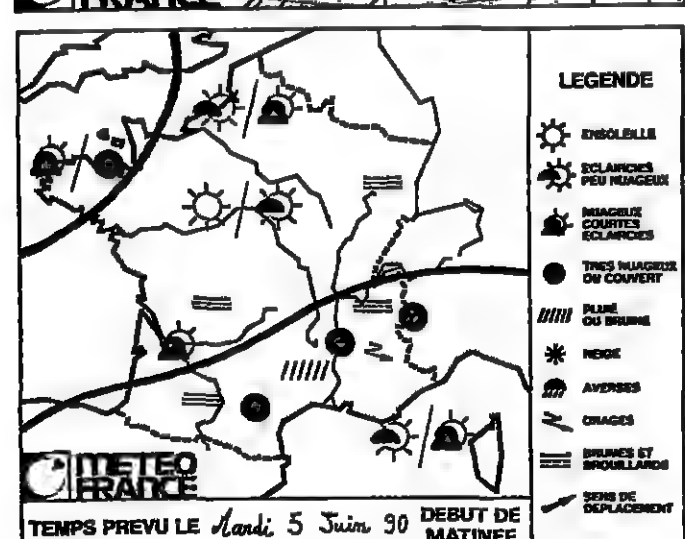 FRANCE
LEGENDE
ENSOLEILLE
ECLAIRCIES
PEU NUAGEUX
NUAGEUX
COURTES
ECLAIRCIES
TRES NUAGEUX
OU COUVERT
PLUIE
OU BRUINE
NEIGE
AVERSES
ORAGES
BRUMES ET
BROUILLARDS
SENS DE
DEPLACEMENT
METEO
FRANCE
TEMPS PREVU LE Mardi 5 Juin 90 DEBUT DE
MATINEE